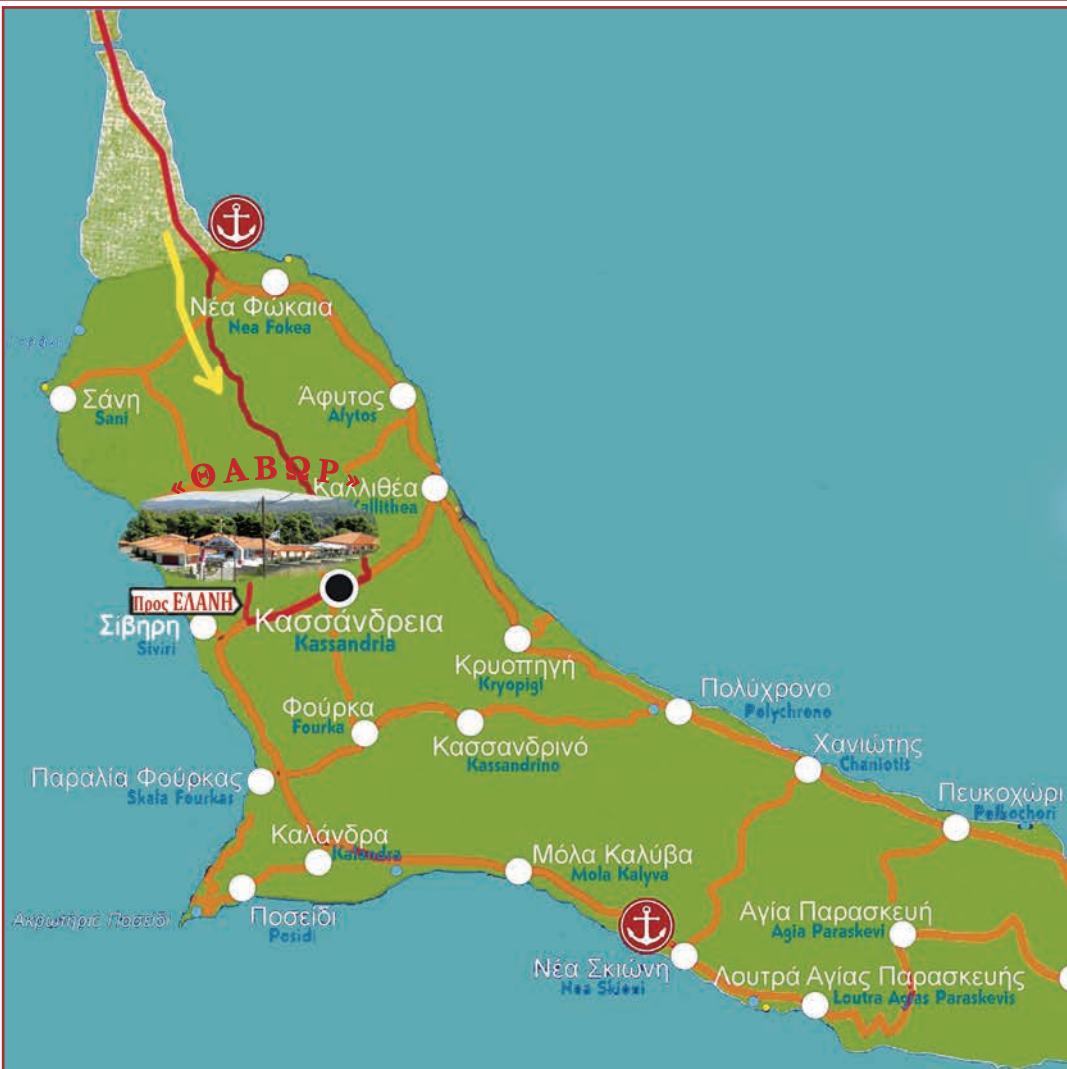 Νέα Φώκαια
Nea Fokea
Σάνη
Sani
Άφυτος
Afytos
«ΘΑΒΩΡ»
Καλλιθέα
Kallithea
Προς ΕΛΑΝΗ
Σίβηρη
Siviri
Κασσάνδρεια
Kassandria
Κρυοπηγή
Kryopigi
Πολύχρονο
Polychrono
Φούρκα
Fourka
Κασσανδρινό
Kassandrino
Χανιώτης
Chaniotis
Παραλία Φούρκας
Skala Fourkas
Πευκοχώρι
Pefkochori
Καλάνδρα
Kalandra
Μόλα Καλύβα
Mola Kalyva
Ακρωτήριο Ποσείδι
Ποσείδι
Posidi
Αγία Παρασκευή
Agia Paraskevi
Νέα Σκιώνη
Nea Skioni
Λουτρά Αγίας Παρασκευής
Loutra Agias Paraskevis